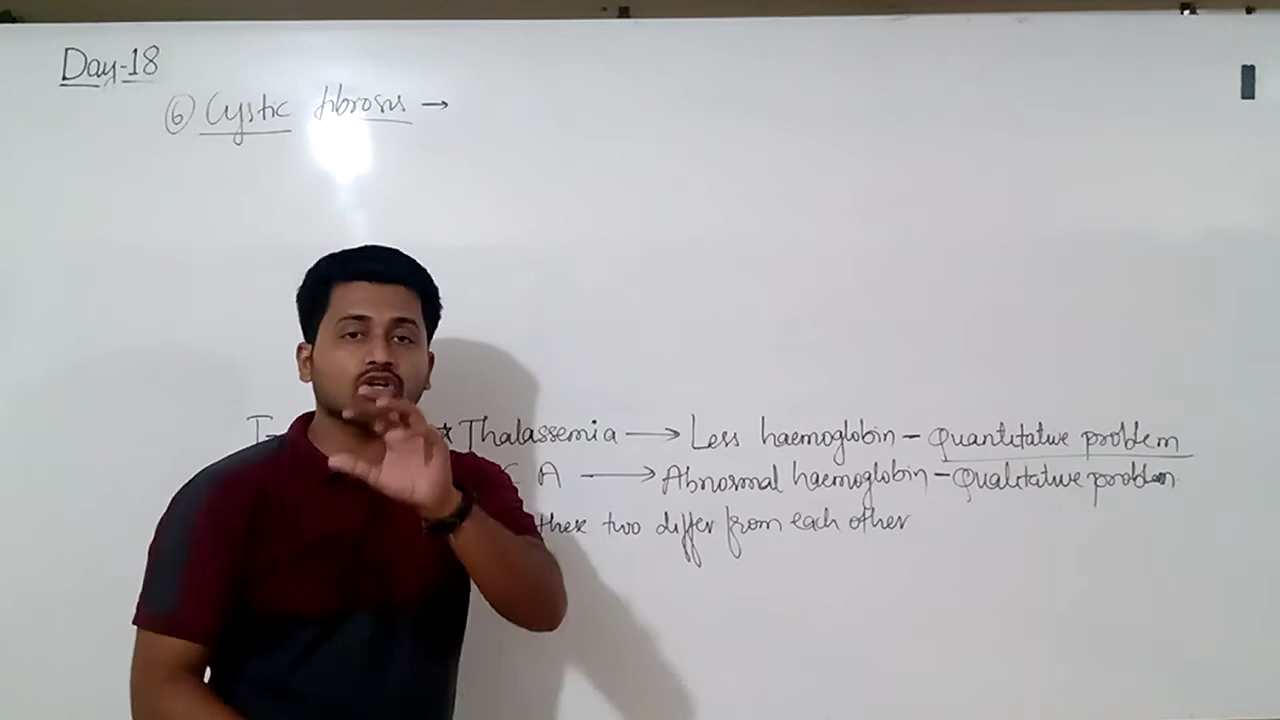 Day-18
⑥ Cystic fibrosis →
★ Thalassemia → Less haemoglobin - Quantitative problem
A → Abnormal haemoglobin - Qualitative problem
these two differ from each other